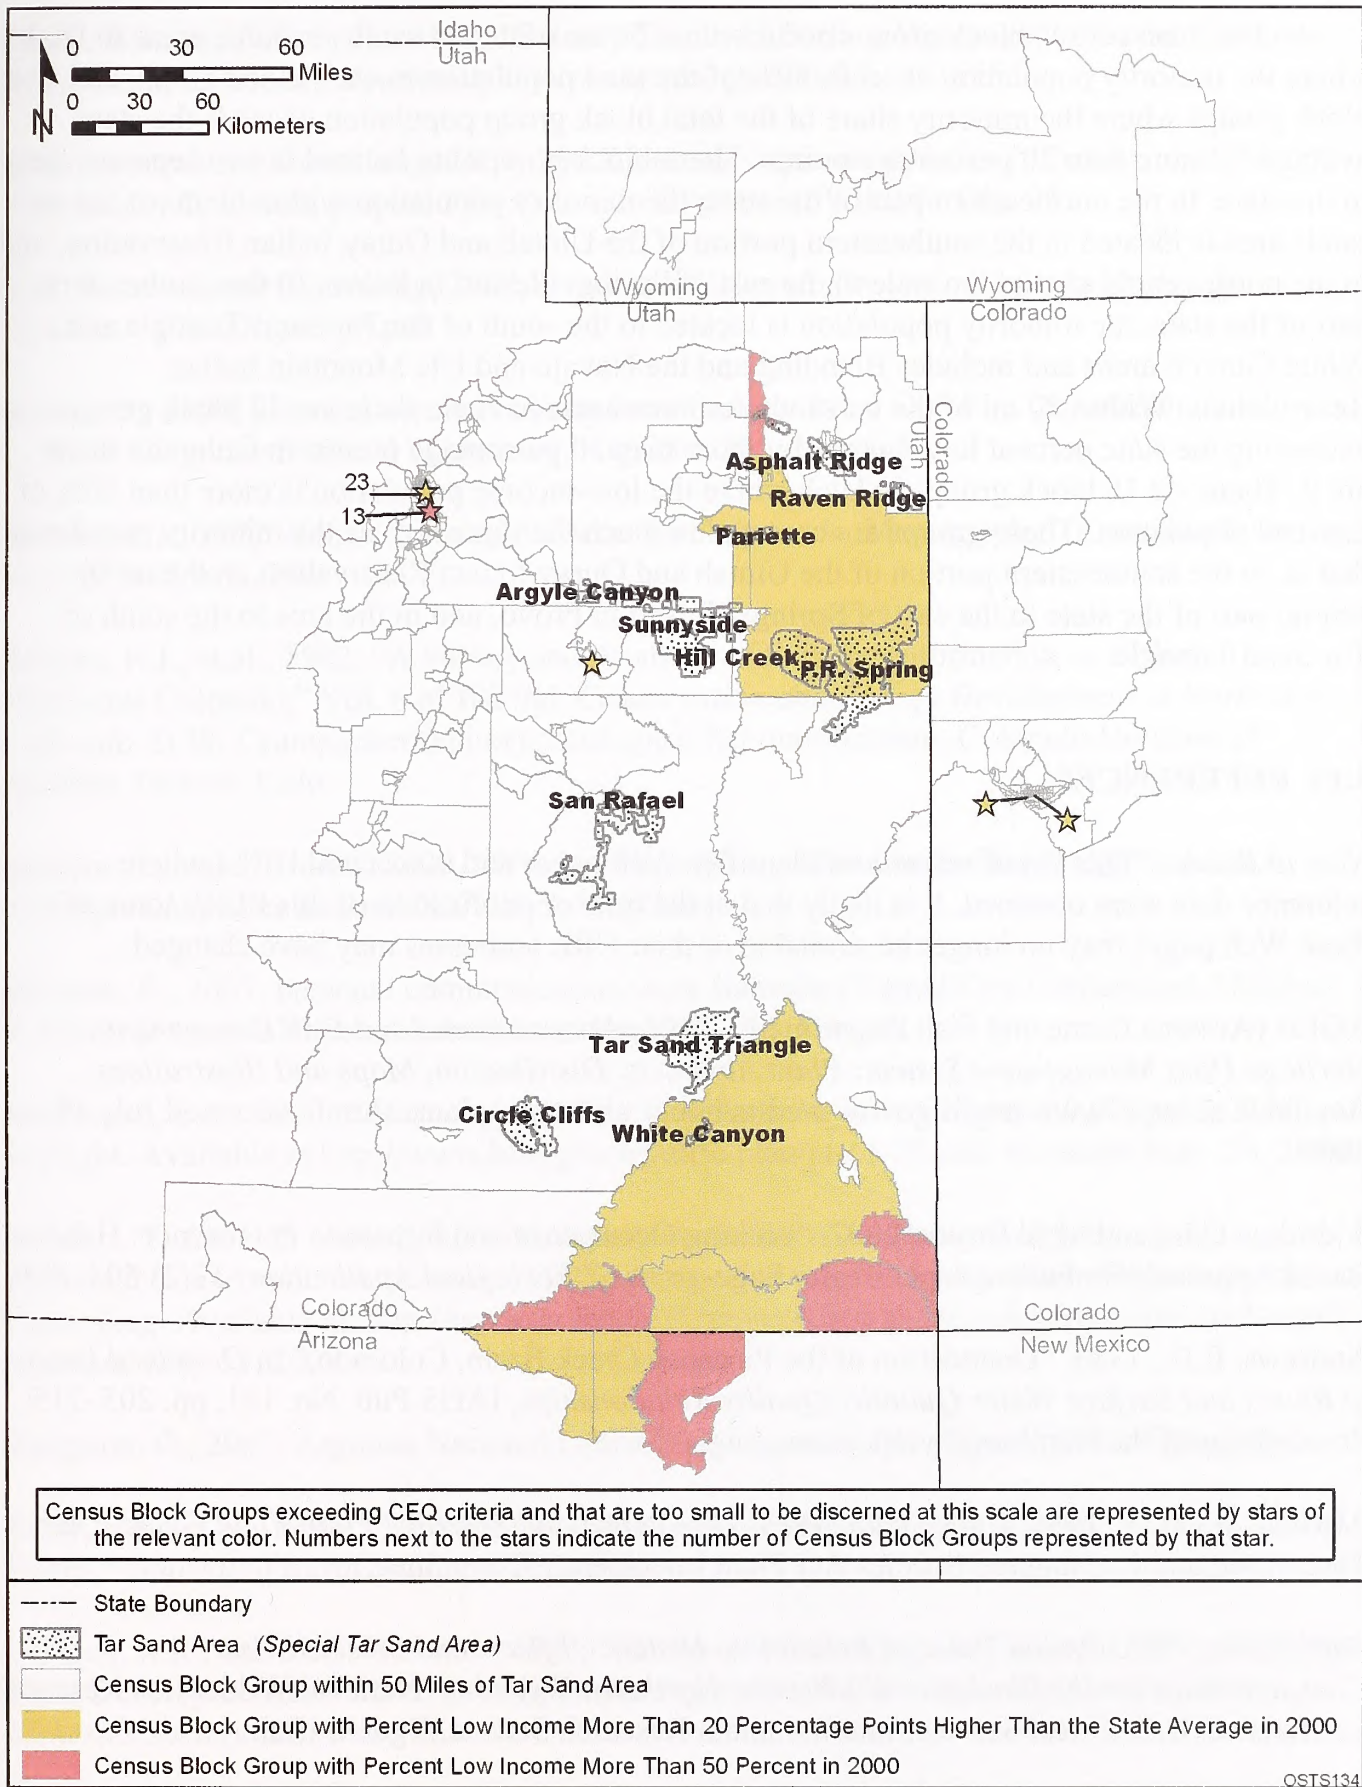 Idaho
Utah
0 30 60
Miles
0 30 60
Kilometers
N
Wyoming
Utah
Wyoming
Colorado
Colorado
Utah
Asphalt Ridge
Raven Ridge
23
13
Pariette
Argyle Canyon
Sunnyside
Hill Creek
P.R. Spring
San Rafael
Tar Sand Triangle
Circle Cliffs
White Canyon
Colorado
Arizona
Colorado
New Mexico
Census Block Groups exceeding CEQ criteria and that are too small to be discerned at this scale are represented by stars of
the relevant color. Numbers next to the stars indicate the number of Census Block Groups represented by that star.
State Boundary
Tar Sand Area (Special Tar Sand Area)
Census Block Group within 50 Miles of Tar Sand Area
Census Block Group with Percent Low Income More Than 20 Percentage Points Higher Than the State Average in 2000
Census Block Group with Percent Low Income More Than 50 Percent in 2000
OSTS134